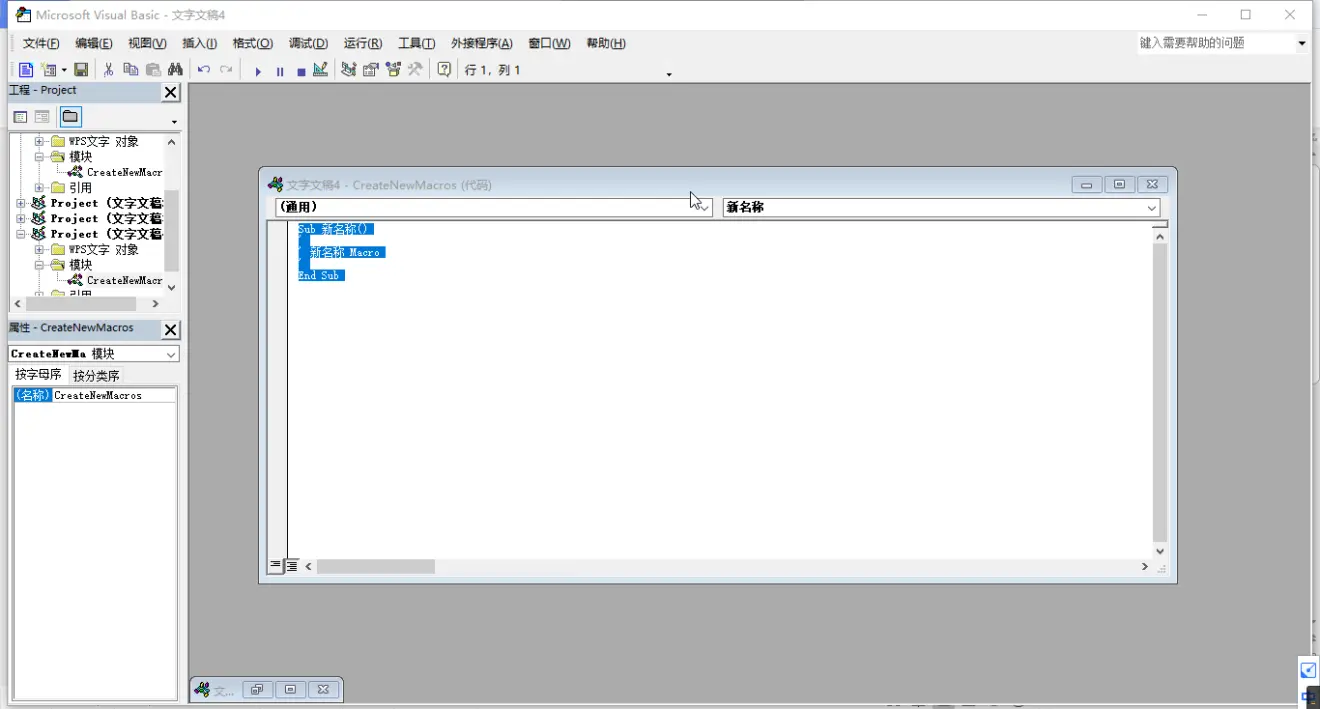 Microsoft Visual Basic - 文字文稿4
文件(F) 编辑(E) 视图(V) 插入(I) 格式(O) 调试(D) 运行(R) 工具(T) 外接程序(A) 窗口(W) 帮助(H) 键入需要帮助的问题
行 1, 列 1
工程 - Project
WPS文字 对象
模块
CreateNewMacr
引用
Project (文字文稿
Project (文字文稿
Project (文字文稿
WPS文字 对象
模块
CreateNewMacr
引用
属性 - CreateNewMacros
CreateNewMa 模块
按字母序 按分类序
(名称) CreateNewMacros
文字文稿4 - CreateNewMacros (代码)
(通用) 新名称
Sub 新名称()
'
' 新名称 Macro
'
End Sub
文...